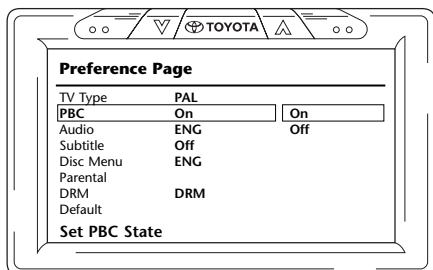 TOYOTA
Preference Page
TV Type PAL
PBC On On
Audio ENG Off
Subtitle Off
Disc Menu ENG
Parental
DRM DRM
Default
Set PBC State